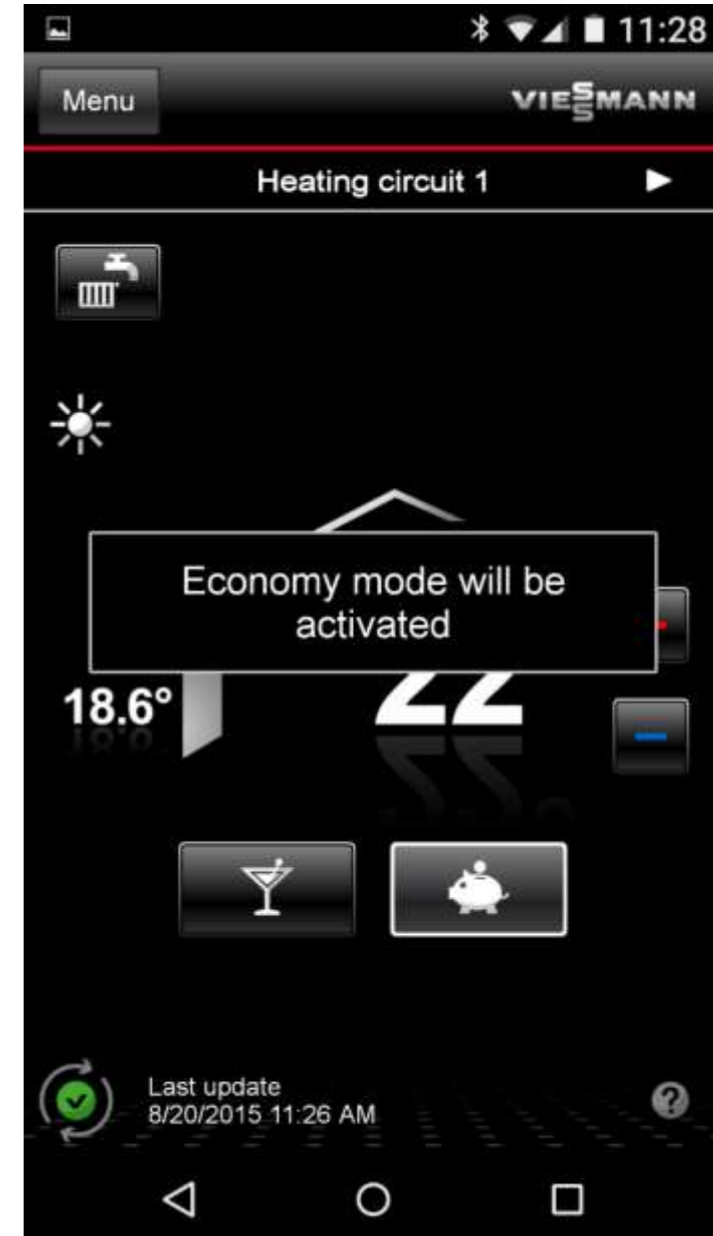 11:28
Menu
VIESSMANN
Heating circuit 1
Economy mode will be
activated
18.6°
22
Last update
8/20/2015 11:26 AM
?